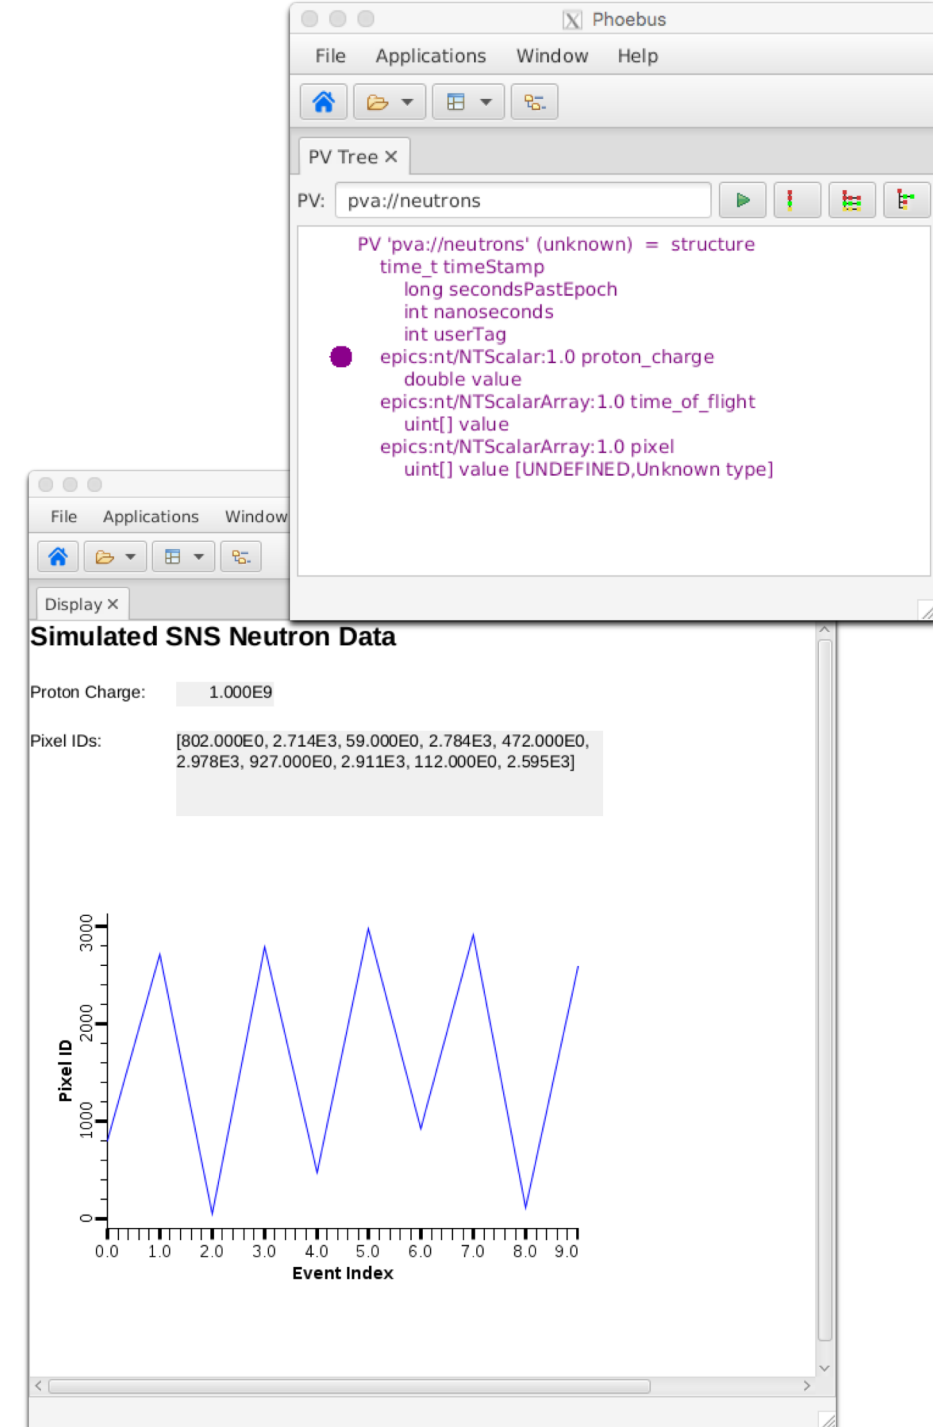 Phoebus
File Applications Window Help
PV Tree
PV: pva://neutrons
PV 'pva://neutrons' (unknown) = structure
time_t timeStamp
long secondsPastEpoch
int nanoseconds
int userTag
epics:nt/NTScalar:1.0 proton_charge
double value
epics:nt/NTScalarArray:1.0 time_of_flight
uint[] value
epics:nt/NTScalarArray:1.0 pixel
uint[] value [UNDEFINED,Unknown type]
File Applications Window
Display
Simulated SNS Neutron Data
Proton Charge: 1.000E9
Pixel IDs: [802.000E0, 2.714E3, 59.000E0, 2.784E3, 472.000E0,
2.978E3, 927.000E0, 2.911E3, 112.000E0, 2.595E3]
3000
2000
1000
0
Pixel ID
0.0 1.0 2.0 3.0 4.0 5.0 6.0 7.0 8.0 9.0
Event Index